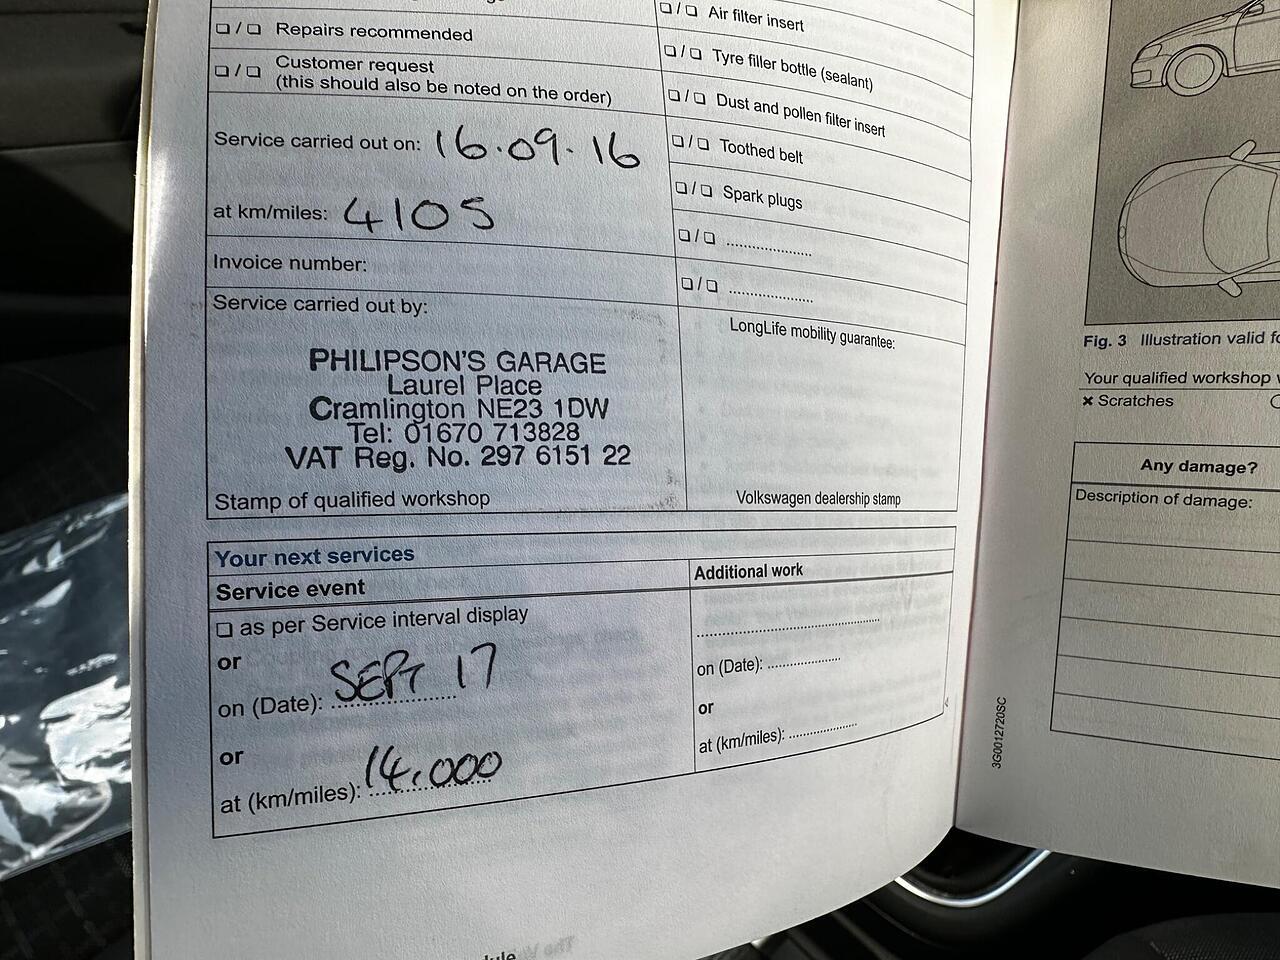 ❏ / ❏ Repairs recommended
❏ / ❏ Customer request
(this should also be noted on the order)
Service carried out on: 16.09.16
at km/miles: 4105
Invoice number:
Service carried out by:
PHILIPSON'S GARAGE
Laurel Place
Cramlington NE23 1DW
Tel: 01670 713828
VAT Reg. No. 297 6151 22
Stamp of qualified workshop
❏ / ❏ Air filter insert
❏ / ❏ Tyre filler bottle (sealant)
❏ / ❏ Dust and pollen filter insert
❏ / ❏ Toothed belt
❏ / ❏ Spark plugs
❏ / ❏ .....................
❏ / ❏ .....................
LongLife mobility guarantee:
Volkswagen dealership stamp
Your next services
Service event
❏ as per Service interval display
or
on (Date): SEPT 17
or
at (km/miles): 14,000
Additional work
.............................................
on (Date): ..................
or
at (km/miles): .................
3G0012720SC
Fig. 3 Illustration valid
Your qualified workshop
× Scratches
Any damage?
Description of damage: